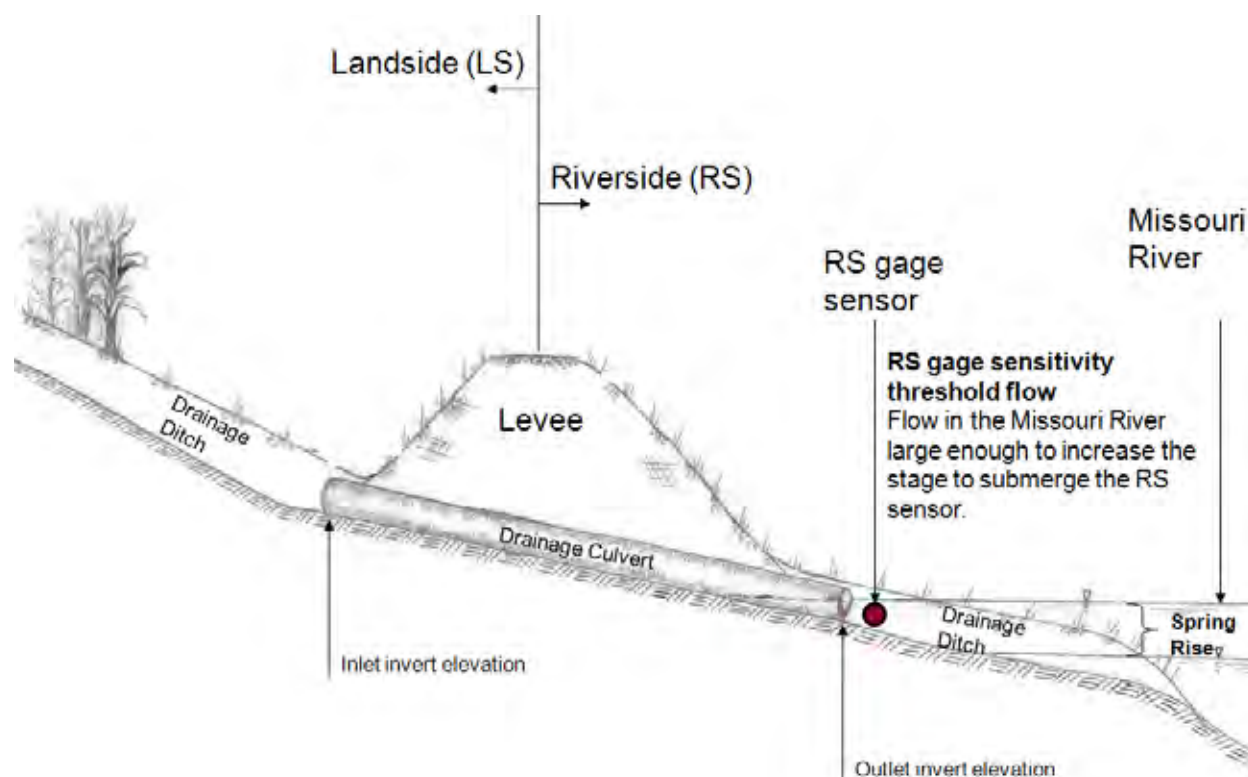 Landside (LS)
Riverside (RS)
Missouri
River
RS gage
sensor
RS gage sensitivity
threshold flow
Flow in the Missouri River
large enough to increase the
stage to submerge the RS
sensor.
Drainage
Ditch
Levee
Drainage Culvert
Drainage
Ditch
Spring
Rise
Inlet invert elevation
Outlet invert elevation